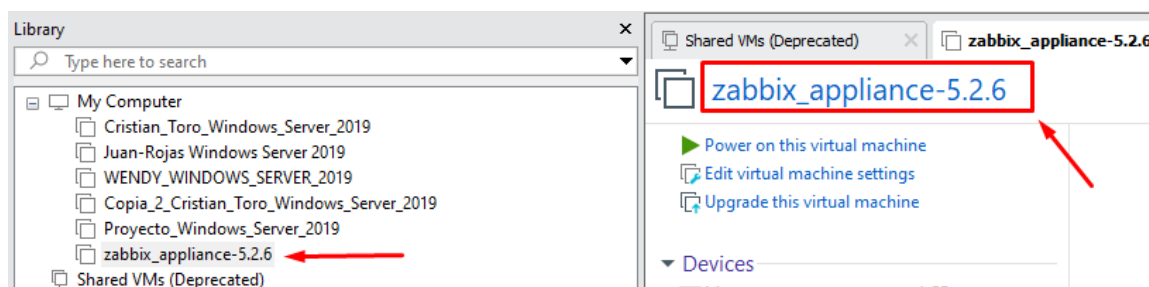 Library
Type here to search
My Computer
Cristian_Toro_Windows_Server_2019
Juan-Rojas Windows Server 2019
WENDY_WINDOWS_SERVER_2019
Copia_2_Cristian_Toro_Windows_Server_2019
Proyecto_Windows_Server_2019
zabbix_appliance-5.2.6
Shared VMs (Deprecated)
Shared VMs (Deprecated) zabbix_appliance-5.2.6
zabbix_appliance-5.2.6
Power on this virtual machine
Edit virtual machine settings
Upgrade this virtual machine
Devices